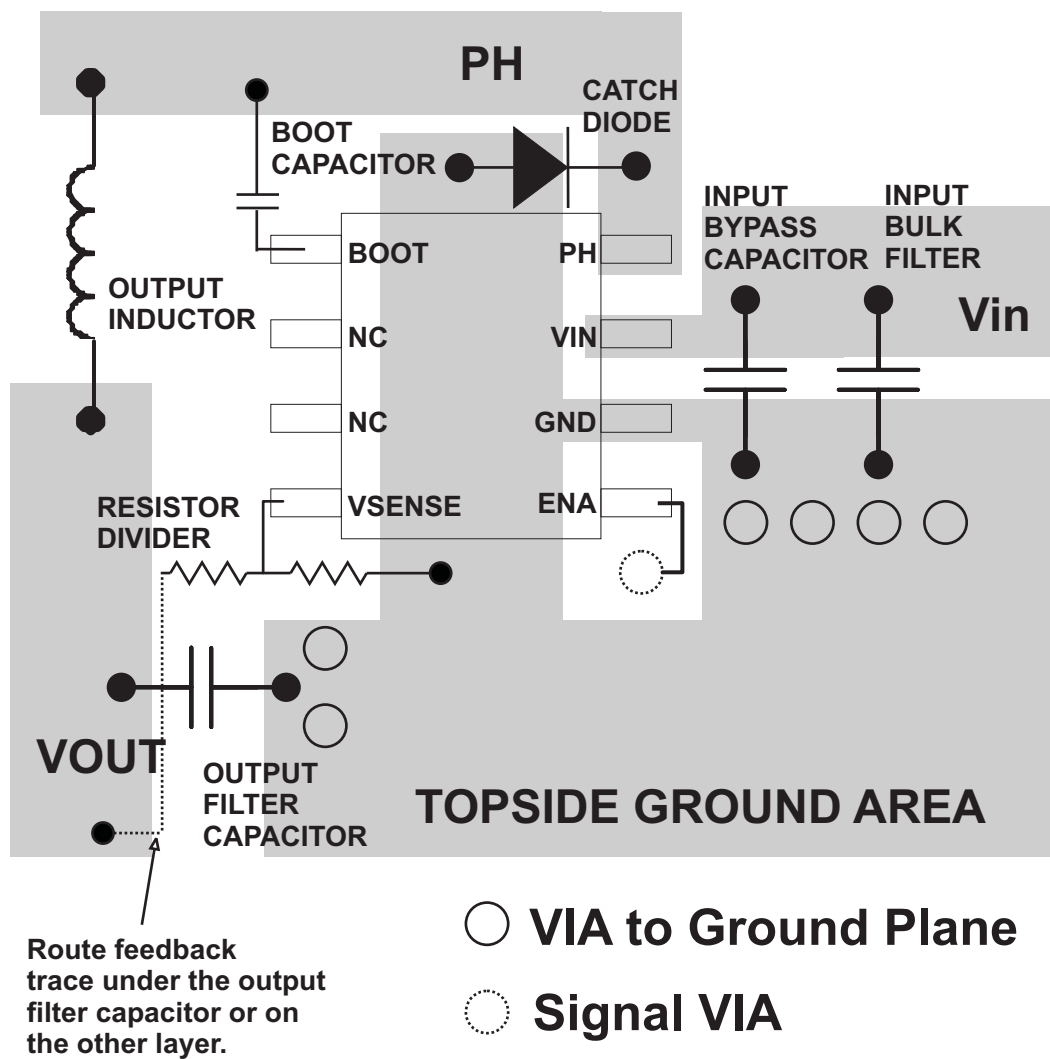 PH
CATCH
DIODE
BOOT
CAPACITOR
INPUT
BYPASS
CAPACITOR
INPUT
BULK
FILTER
BOOT
PH
OUTPUT
INDUCTOR
Vin
NC
VIN
NC
GND
RESISTOR
DIVIDER
VSENSE
ENA
VOUT
OUTPUT
FILTER
CAPACITOR
TOPSIDE GROUND AREA
Route feedback
trace under the output
filter capacitor or on
the other layer.
VIA to Ground Plane
Signal VIA